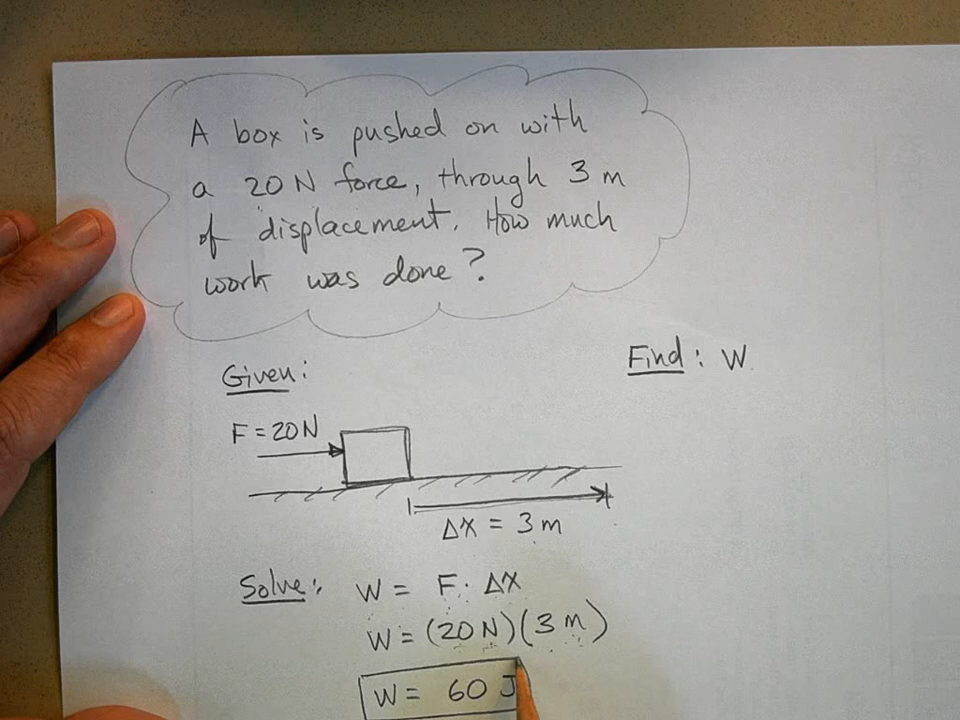 A box is pushed on with
a 20 N force, through 3 m
of displacement. How much
work was done?
Given:
Find: W
F = 20 N
Δx = 3 m
Solve: W = F · Δx
W = (20 N)(3 m)
W = 60 J